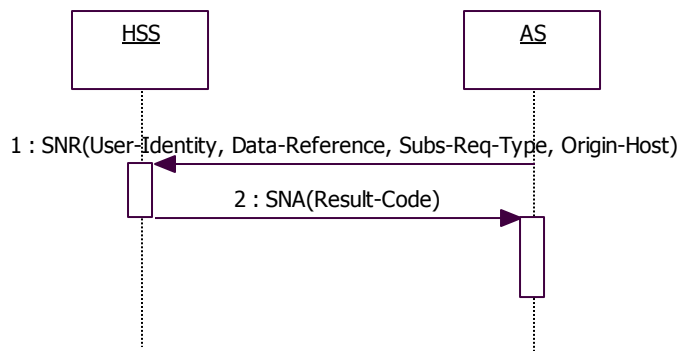 HSS
AS
1 : SNR(User-Identity, Data-Reference, Subs-Req-Type, Origin-Host)
2 : SNA(Result-Code)